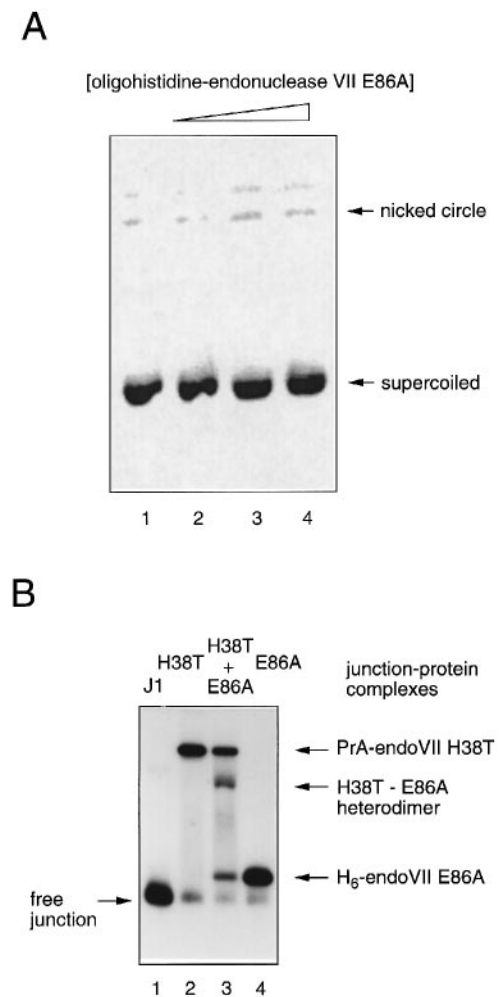 A
[oligohistidine-endonuclease VII E86A]
nicked circle
supercoiled
1 2 3 4
B
H38T
H38T + E86A
E86A
J1
junction-protein complexes
PrA-endoVII H38T
H38T - E86A heterodimer
H₆-endoVII E86A
free junction
1 2 3 4